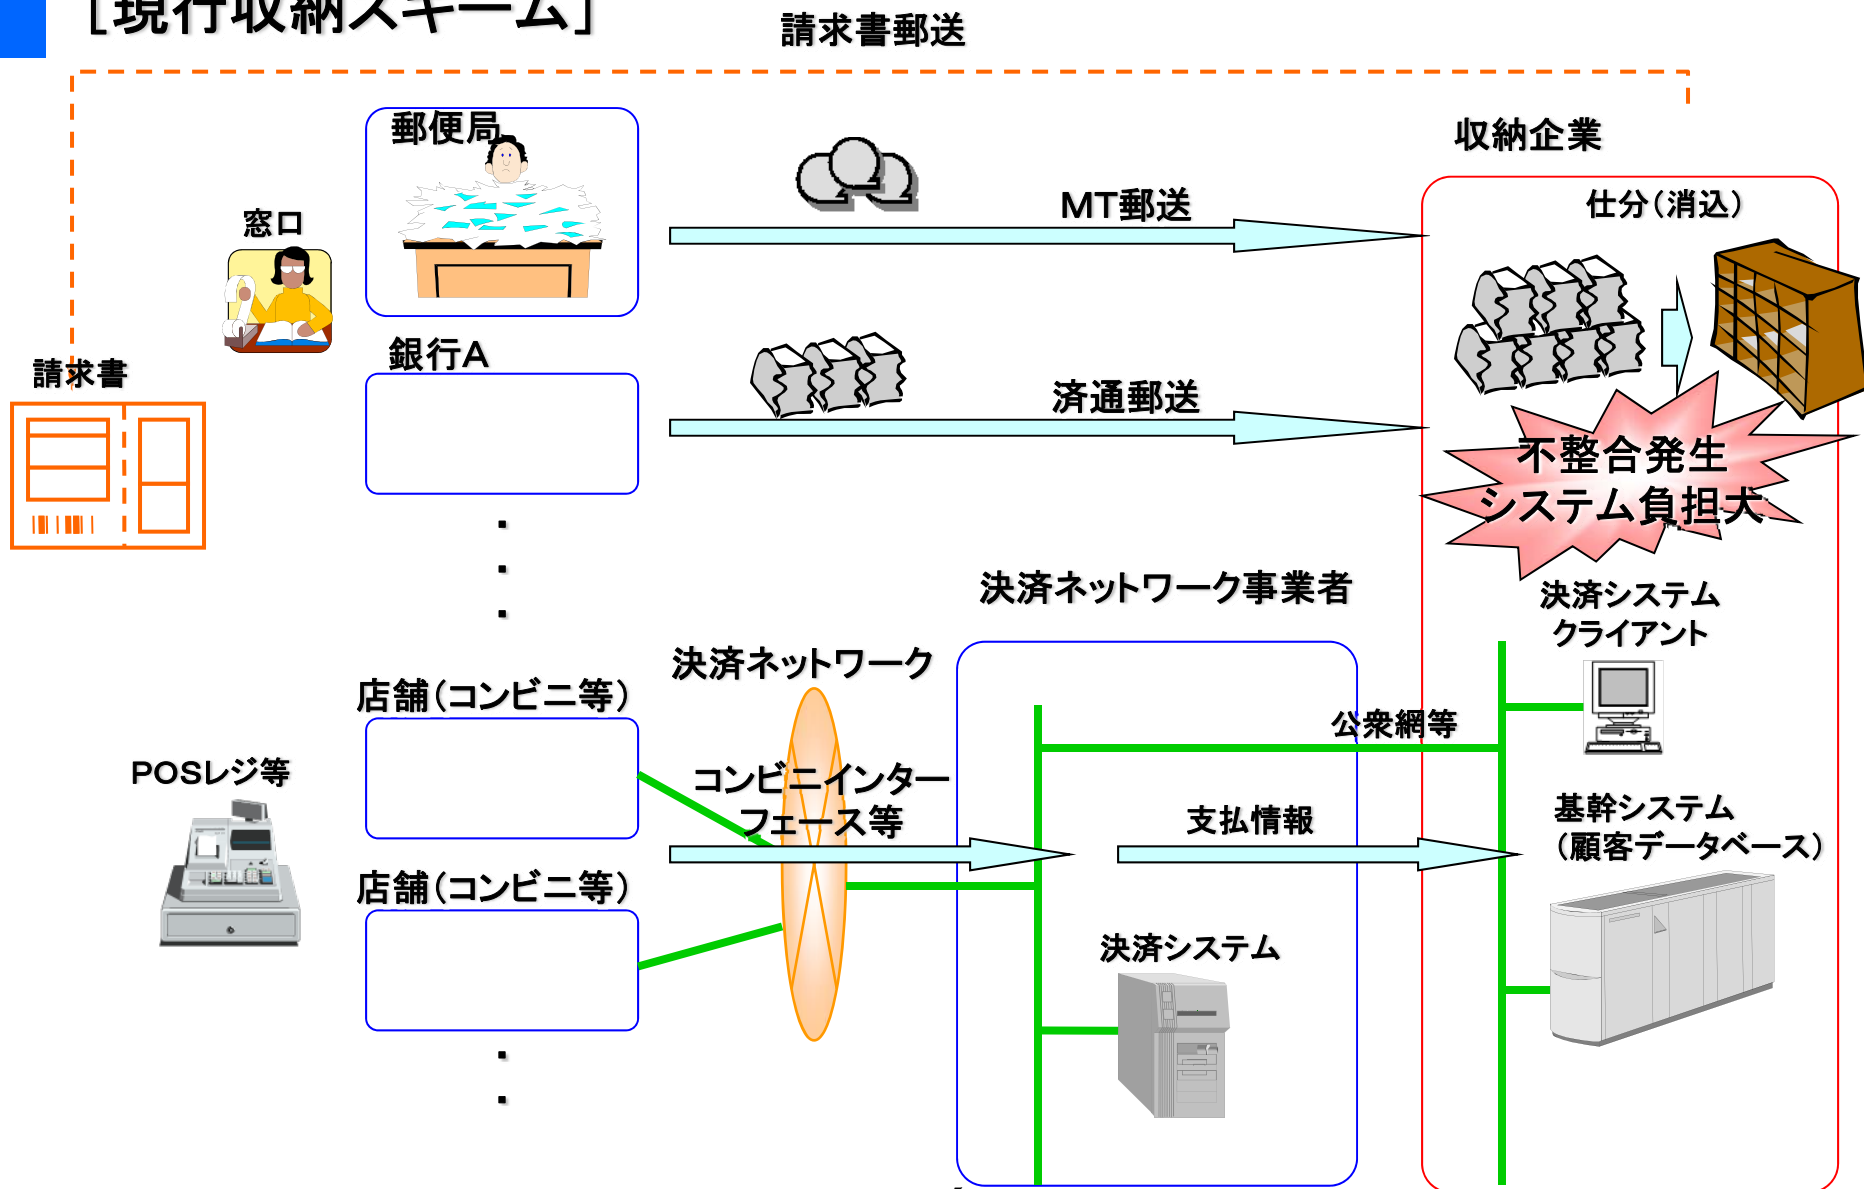 ［現行収納スキーム］
請求書郵送
郵便局
収納企業
仕分（消込）
MT郵送
窓口
銀行A
請求書
済通郵送
不整合発生
システム負担大
決済ネットワーク事業者
決済システム
クライアント
決済ネットワーク
店舗（コンビニ等）
公衆網等
POSレジ等
コンビニインター
フェース等
支払情報
基幹システム
（顧客データベース）
店舗（コンビニ等）
決済システム